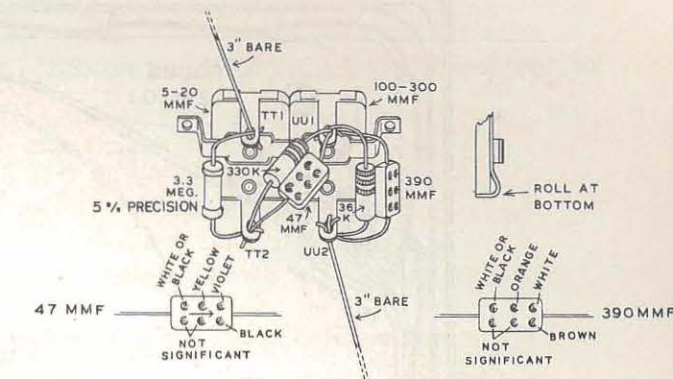 3" BARE
5-20
MMF
TT1
UU1
100-300
MMF
330K
3.3
MEG.
5% PRECISION
47
MMF
36
K
390
MMF
ROLL AT
BOTTOM
TT2
UU2
3" BARE
WHITE OR
BLACK
YELLOW
VIOLET
47 MMF
BLACK
NOT
SIGNIFICANT
WHITE OR
BLACK
ORANGE
WHITE
390MMF
BROWN
NOT
SIGNIFICANT